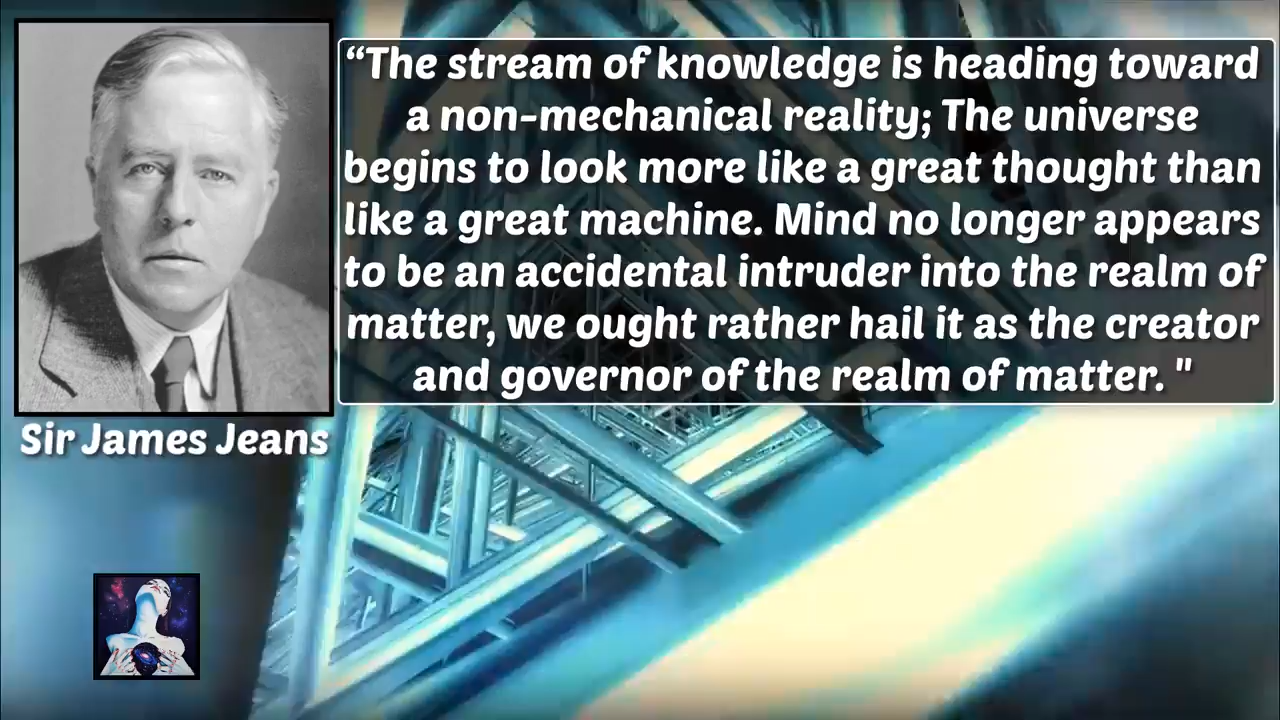 “The stream of knowledge is heading toward
a non-mechanical reality; The universe
begins to look more like a great thought than
like a great machine. Mind no longer appears
to be an accidental intruder into the realm of
matter, we ought rather hail it as the creator
and governor of the realm of matter. "
Sir James Jeans